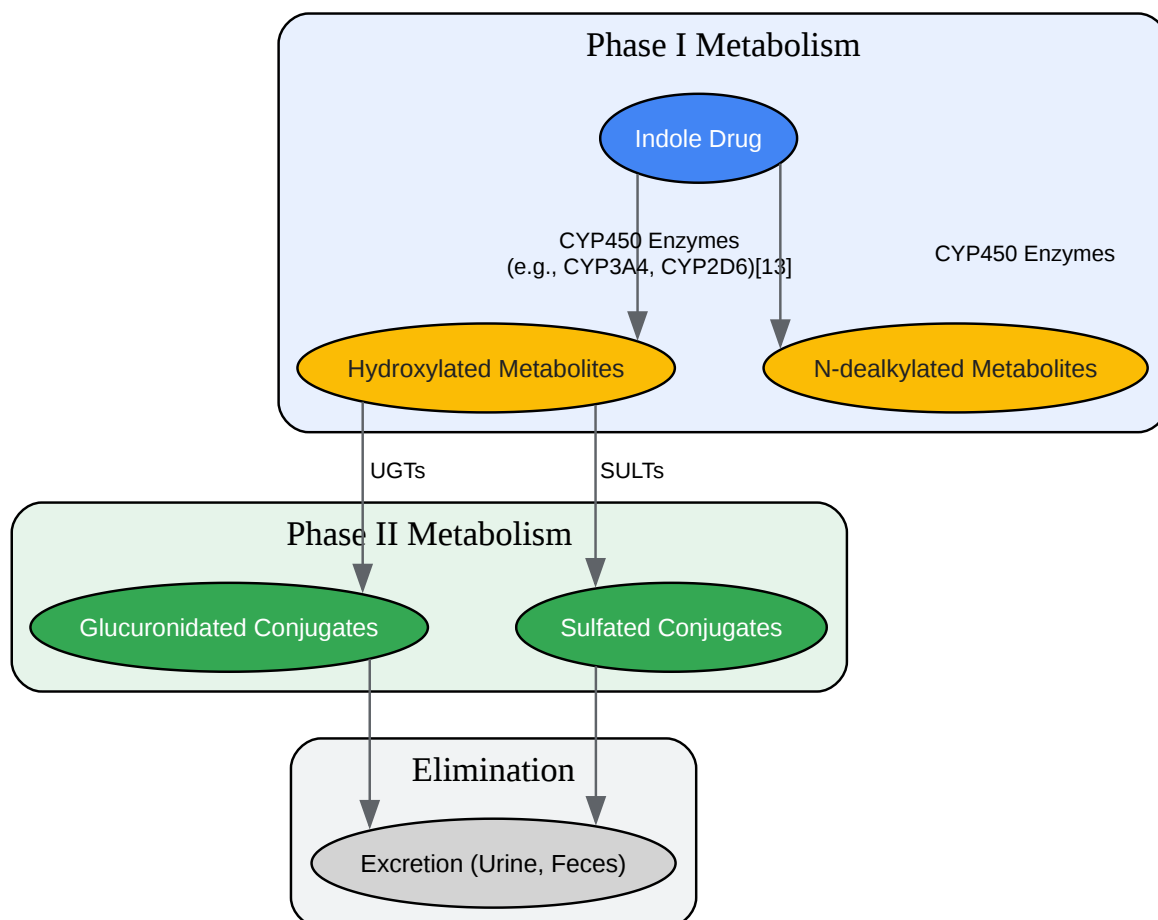 Phase I Metabolism
Indole Drug
CYP450 Enzymes
(e.g., CYP3A4, CYP2D6)[13]
CYP450 Enzymes
Hydroxylated Metabolites
N-dealkylated Metabolites
UGTs
SULTs
Phase II Metabolism
Glucuronidated Conjugates
Sulfated Conjugates
Elimination
Excretion (Urine, Feces)